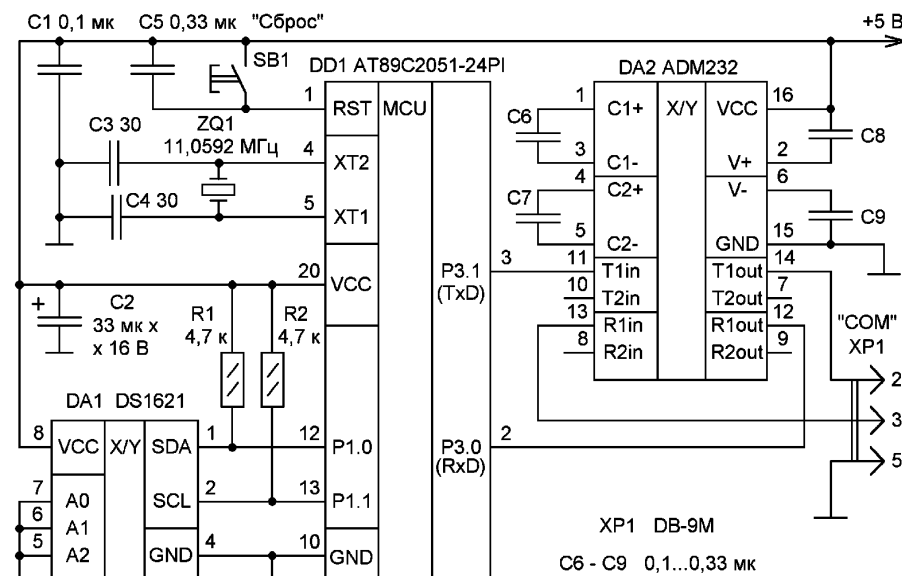 C1 0,1 мк
C5 0,33 мк
"Сброс"
+5 В
SB1
DD1 AT89C2051-24PI
DA2 ADM232
1
RST
MCU
1
C1+
X/Y
VCC
16
C6
C8
C3 30
ZQ1
11,0592 МГц
4
XT2
3
C1-
V+
2
4
C2+
V-
6
C7
C9
C4 30
5
XT1
5
C2-
GND
15
20
VCC
P3.1
(TxD)
3
11
T1in
T1out
14
10
T2in
T2out
7
+
C2
33 мк x
x 16 В
R1
4,7 к
R2
4,7 к
13
R1in
R1out
12
8
R2in
R2out
9
"COM"
XP1
2
3
5
DA1 DS1621
8
VCC
X/Y
SDA
1
12
P1.0
P3.0
(RxD)
2
7
A0
SCL
2
13
P1.1
6
A1
5
A2
GND
4
10
GND
XP1 DB-9M
C6 - C9 0,1...0,33 мк